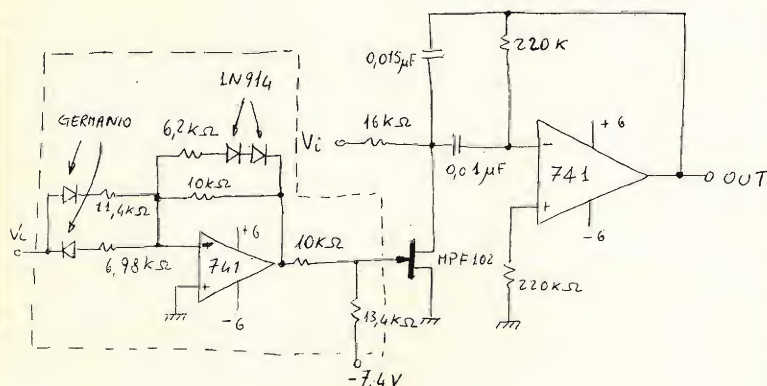 1N914
220K
0,015µF
GERMANIO
6,2kΩ
Vi
16kΩ
+6
10kΩ
0,01µF
-
741
OUT
11,4kΩ
Vi
+6
+
-6
10kΩ
6,98kΩ
-
741
MPF102
+
-6
13,4kΩ
220kΩ
-7,4V